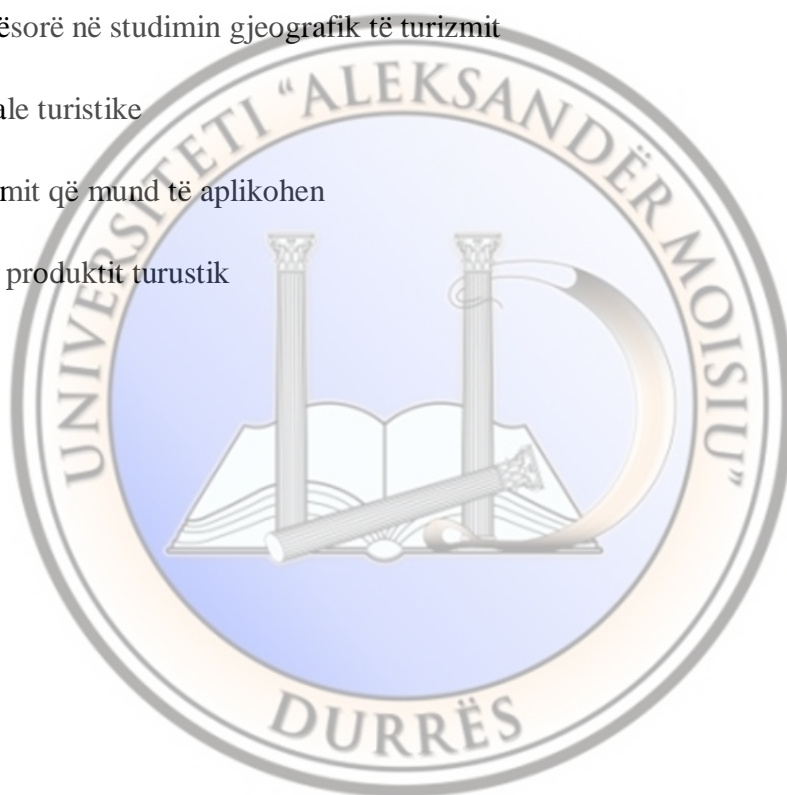 ësorë në studimin gjeografik të turizmit
ale turistike
mit që mund të aplikohen
produktit turustik
UNIVERSITETI "ALEKSANDËR MOISIU"
DURRËS